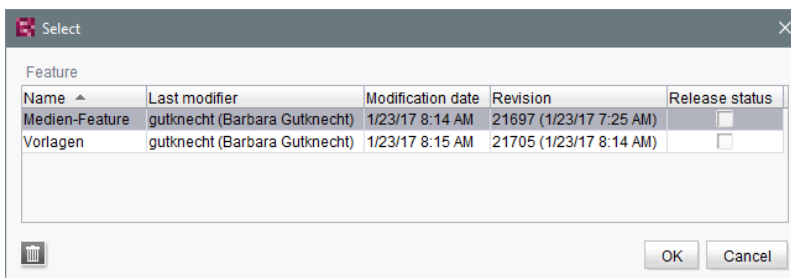 Select
Feature
Name Last modifier Modification date Revision Release status
Medien-Feature gutknecht (Barbara Gutknecht) 1/23/17 8:14 AM 21697 (1/23/17 7:25 AM)
Vorlagen gutknecht (Barbara Gutknecht) 1/23/17 8:15 AM 21705 (1/23/17 8:14 AM)
OK Cancel